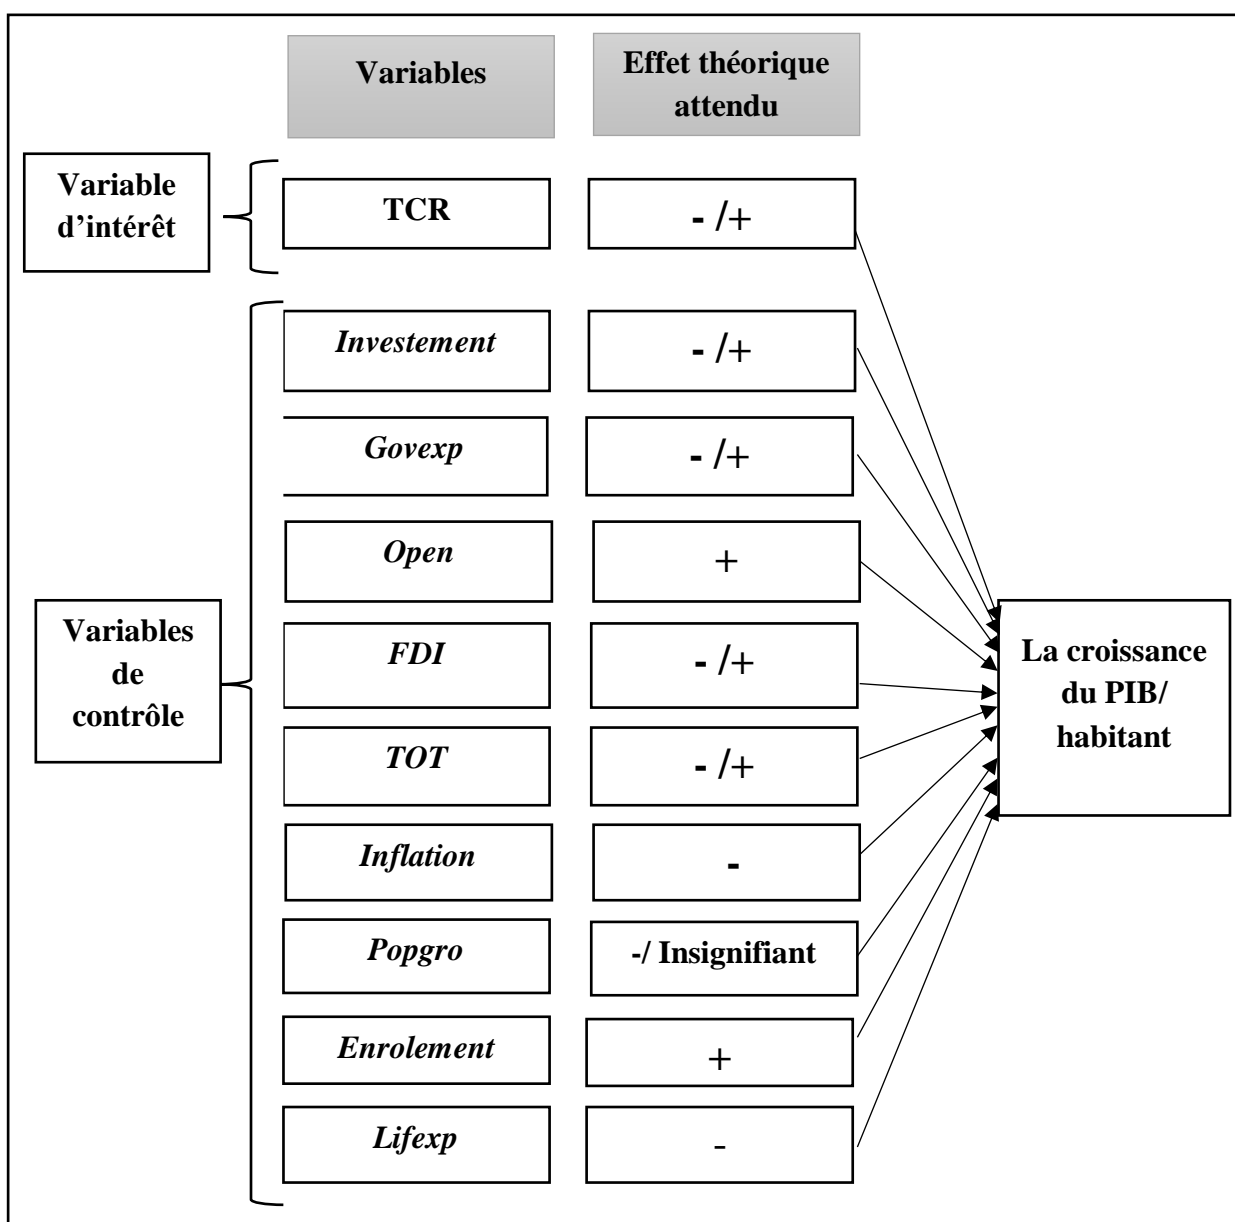 Variables
Effet théorique
attendu
Variable
d’intérêt
TCR
- /+
Investement
- /+
Govexp
- /+
Open
+
Variables
de
contrôle
FDI
- /+
La croissance
du PIB/
habitant
TOT
- /+
Inflation
-
Popgro
-/ Insignifiant
Enrolement
+
Lifexp
-